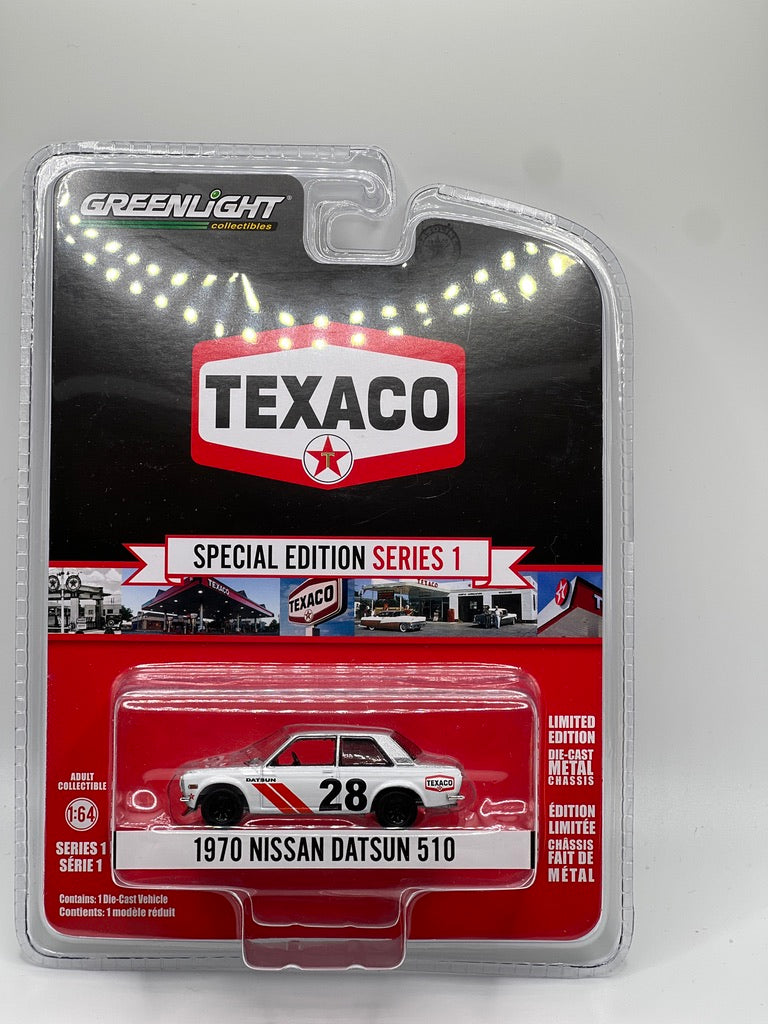 GREENLIGHT
collectibles
TEXACO
T
SPECIAL EDITION SERIES 1
TEXACO
TEXACO
TEXACO
T
DATSUN
28
TEXACO
1970 NISSAN DATSUN 510
ADULT
COLLECTIBLE
1:64
SERIES 1
SÉRIE 1
Contains: 1 Die-Cast Vehicle
Contients: 1 modèle réduit
LIMITED
EDITION
DIE-CAST
METAL
CHASSIS
ÉDITION
LIMITÉE
CHÂSSIS
FAIT DE
MÉTAL